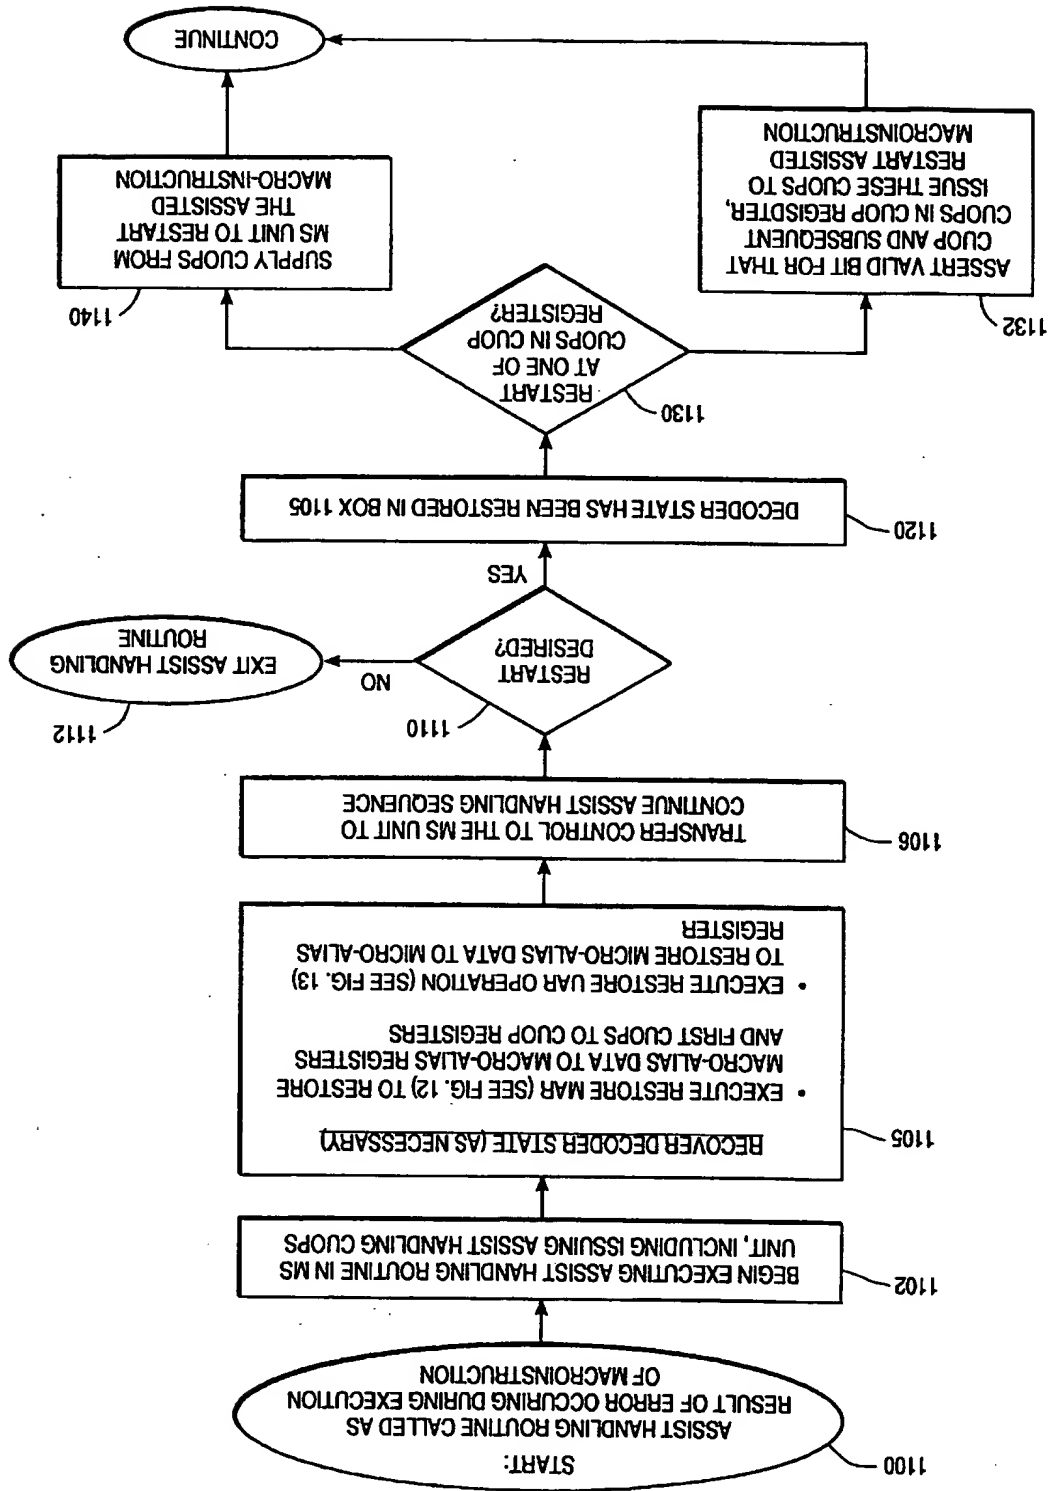 START:
ASSIST HANDLING ROUTINE CALLED AS
RESULT OF ERROR OCCURING DURING EXECUTION
OF MACROINSTRUCTION
1100
BEGIN EXECUTING ASSIST HANDLING ROUTINE IN MS
UNIT, INCLUDING ISSUING ASSIST HANDLING CUOPS
1102
RECOVER DECODER STATE (AS NECESSARY)
• EXECUTE RESTORE MAR (SEE FIG. 12) TO RESTORE
MACRO-ALIAS DATA TO MACRO-ALIAS REGISTERS
AND FIRST CUOPS TO CUOP REGISTERS
• EXECUTE RESTORE UAR OPERATION (SEE FIG. 13)
TO RESTORE MICRO-ALIAS DATA TO MICRO-ALIAS
REGISTER
1105
TRANSFER CONTROL TO THE MS UNIT TO
CONTINUE ASSIST HANDLING SEQUENCE
1106
RESTART
DESIRED?
1110
NO
EXIT ASSIST HANDLING
ROUTINE
1112
YES
DECODER STATE HAS BEEN RESTORED IN BOX 1105
1120
RESTART
AT ONE OF
CUOPS IN CUOP
REGISTER?
1130
1132
ASSERT VALID BIT FOR THAT
CUOP AND SUBSEQUENT
CUOPS IN CUOP REGISDTER,
ISSUE THESE CUOPS TO
RESTART ASSISTED
MACROINSTRUCTION
1140
SUPPLY CUOPS FROM
MS UNIT TO RESTART
THE ASSISTED
MACRO-INSTRUCTION
CONTINUE